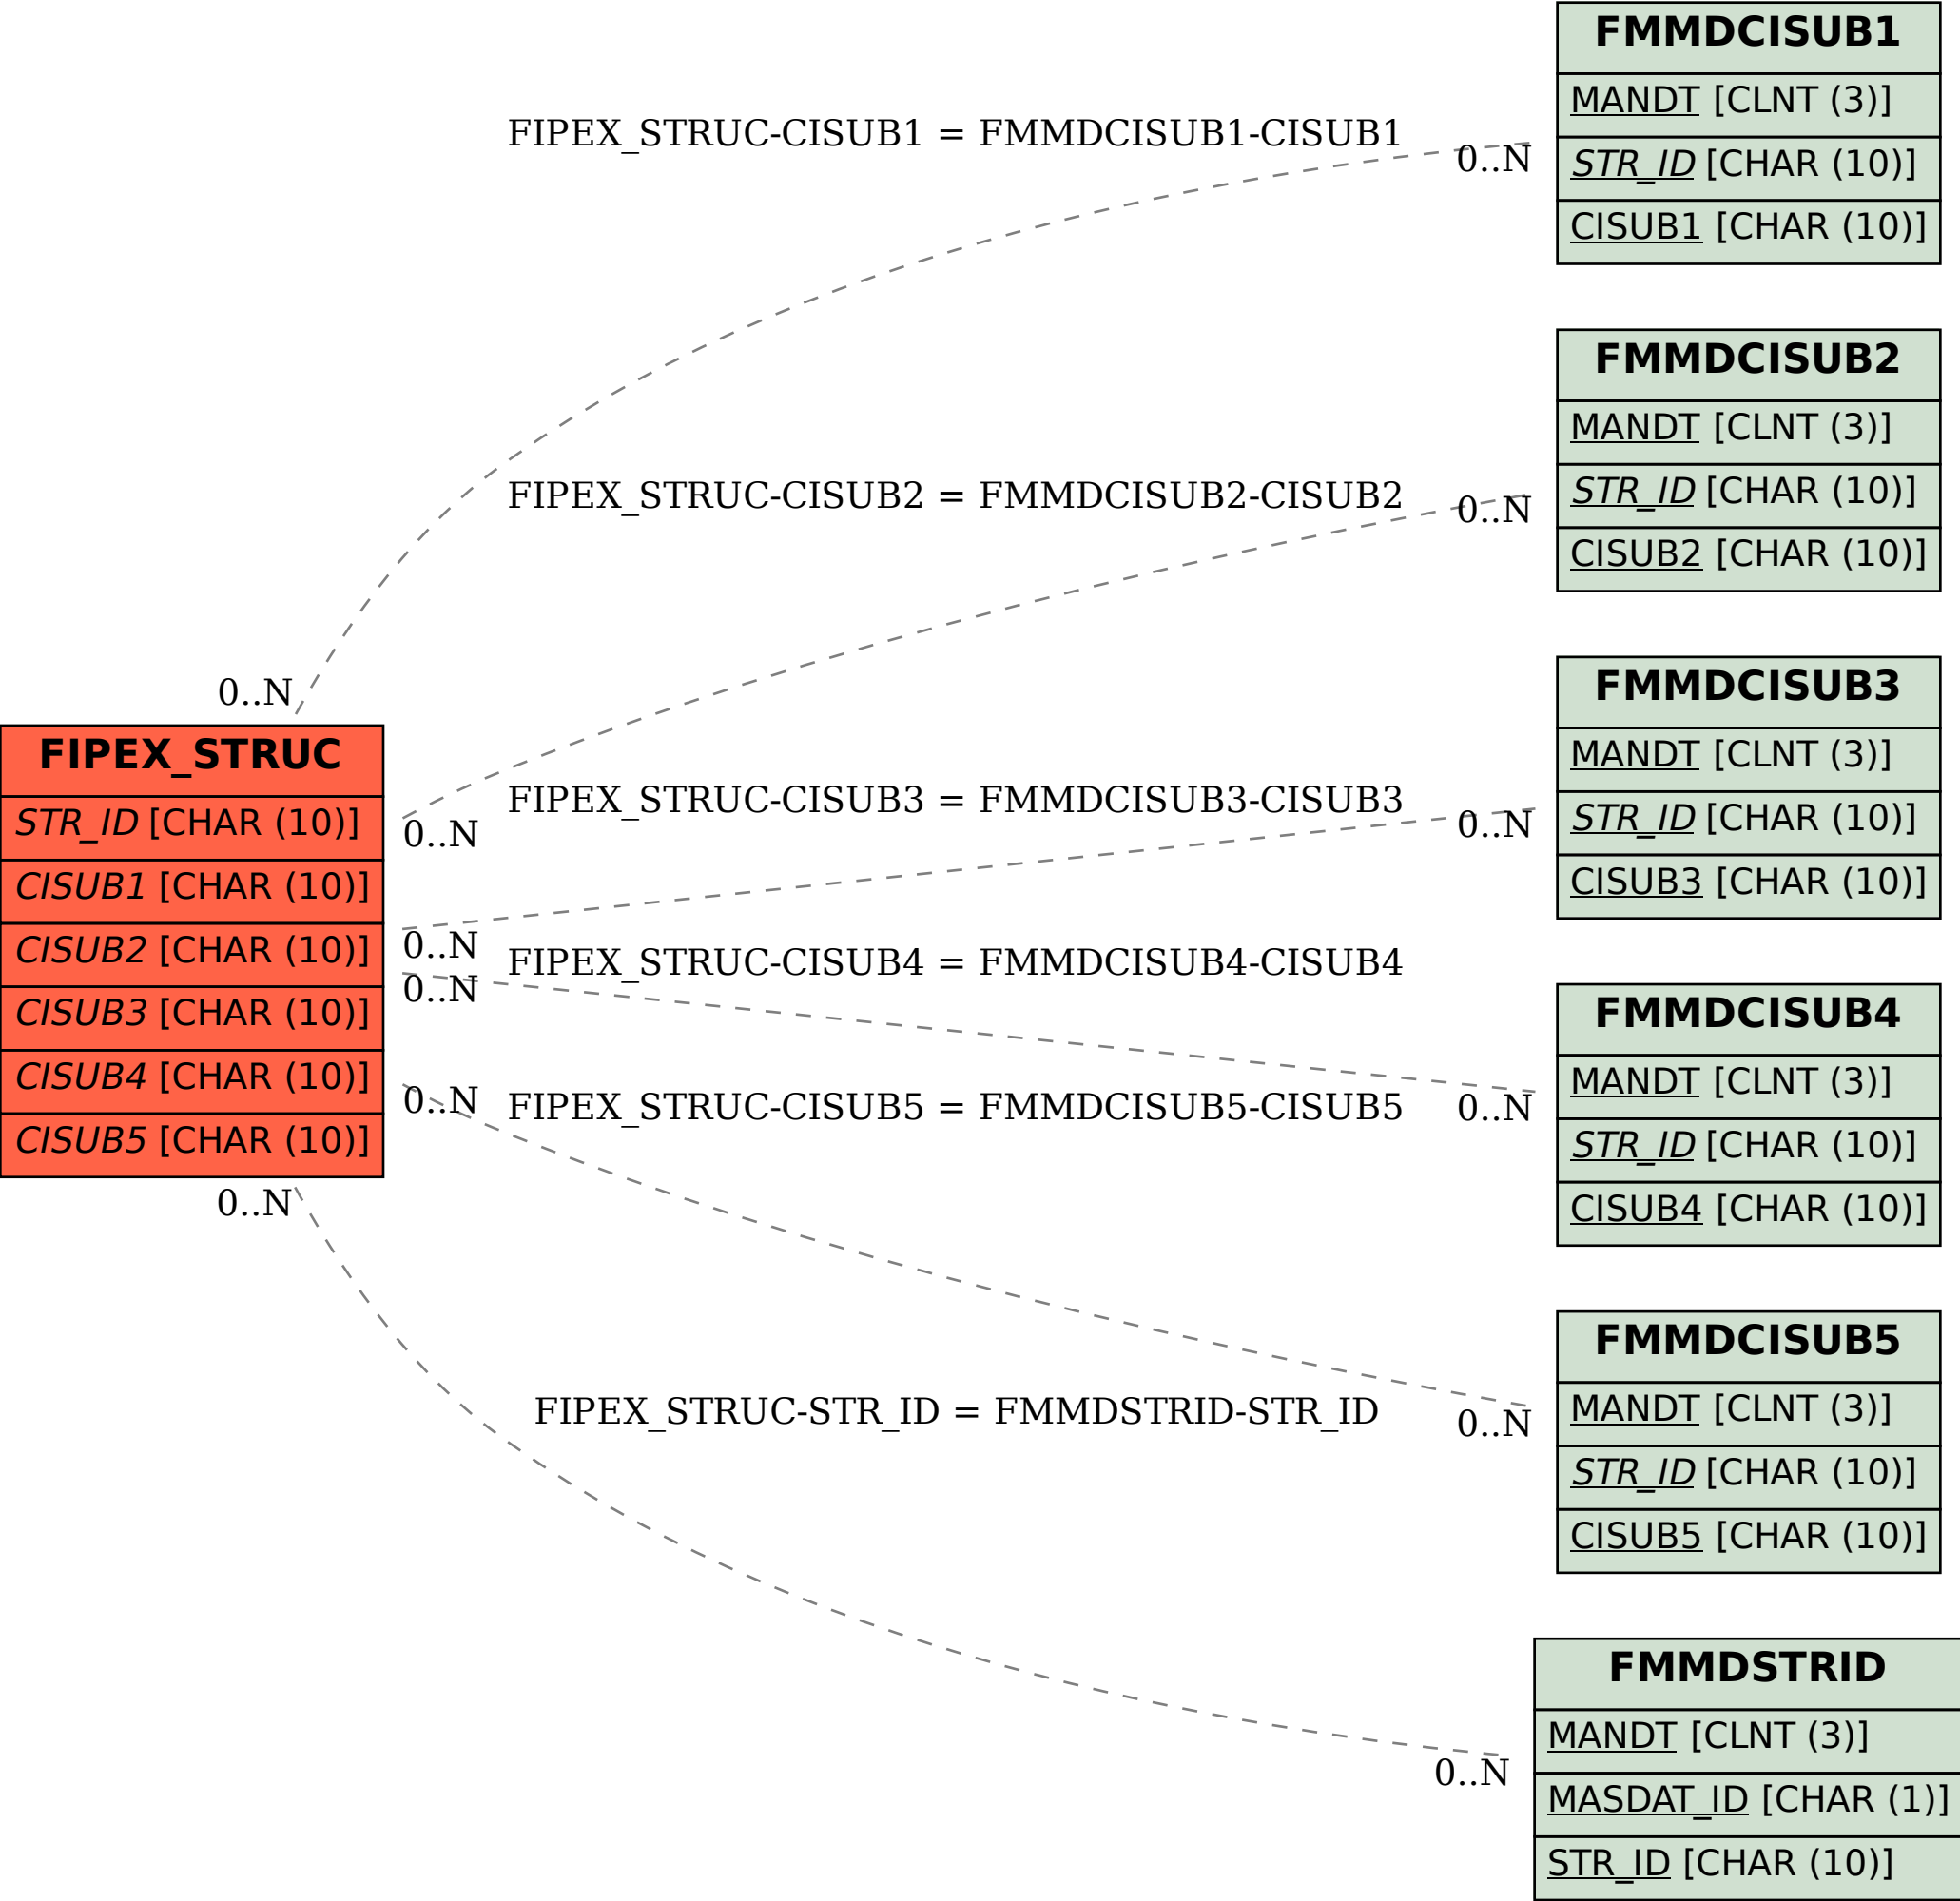 FMMDCISUB1
MANDT [CLNT (3)]
STR_ID [CHAR (10)]
CISUB1 [CHAR (10)]
FIPEX_STRUC-CISUB1 = FMMDCISUB1-CISUB1
0..N
0..N
FMMDCISUB2
MANDT [CLNT (3)]
STR_ID [CHAR (10)]
CISUB2 [CHAR (10)]
FIPEX_STRUC-CISUB2 = FMMDCISUB2-CISUB2
0..N
0..N
FMMDCISUB3
MANDT [CLNT (3)]
STR_ID [CHAR (10)]
CISUB3 [CHAR (10)]
FIPEX_STRUC-CISUB3 = FMMDCISUB3-CISUB3
0..N
0..N
FIPEX_STRUC
STR_ID [CHAR (10)]
CISUB1 [CHAR (10)]
CISUB2 [CHAR (10)]
CISUB3 [CHAR (10)]
CISUB4 [CHAR (10)]
CISUB5 [CHAR (10)]
FIPEX_STRUC-CISUB4 = FMMDCISUB4-CISUB4
0..N
0..N
FMMDCISUB4
MANDT [CLNT (3)]
STR_ID [CHAR (10)]
CISUB4 [CHAR (10)]
FIPEX_STRUC-CISUB5 = FMMDCISUB5-CISUB5
0..N
0..N
FMMDCISUB5
MANDT [CLNT (3)]
STR_ID [CHAR (10)]
CISUB5 [CHAR (10)]
FIPEX_STRUC-STR_ID = FMMDSTRID-STR_ID
0..N
0..N
FMMDSTRID
MANDT [CLNT (3)]
MASDAT_ID [CHAR (1)]
STR_ID [CHAR (10)]